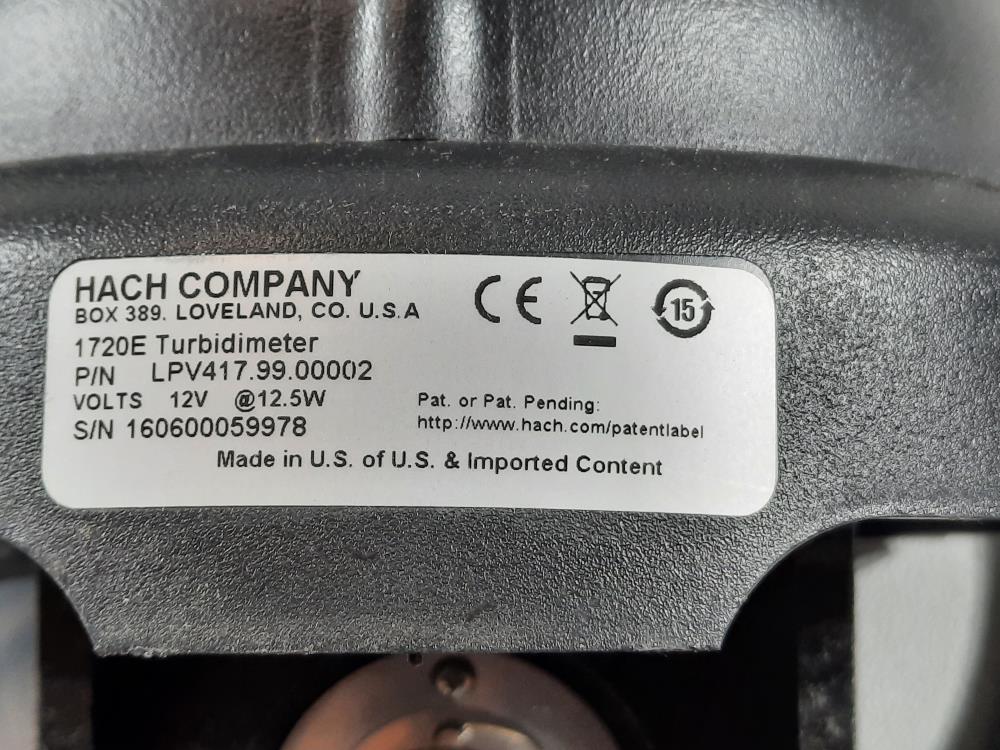 HACH COMPANY
BOX 389. LOVELAND, CO. U.S.A
1720E Turbidimeter
P/N LPV417.99.00002
VOLTS 12V @12.5W
S/N 160600059978
CE
15
Pat. or Pat. Pending:
http://www.hach.com/patentlabel
Made in U.S. of U.S. & Imported Content